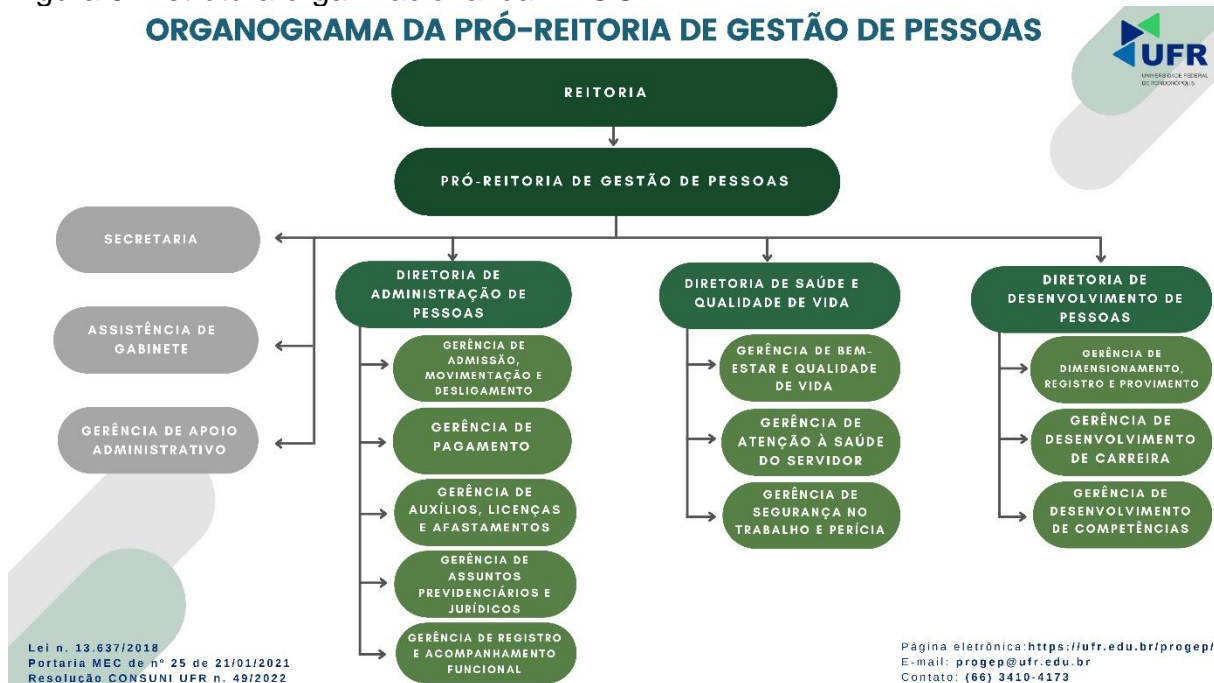 ORGANOGRAMA DA PRÓ-REITORIA DE GESTÃO DE PESSOAS
UFR
UNIVERSIDADE FEDERAL
DE RONDONÓPOLIS
REITORIA
PRÓ-REITORIA DE GESTÃO DE PESSOAS
SECRETARIA
ASSISTÊNCIA DE
GABINETE
GERÊNCIA DE APOIO
ADMINISTRATIVO
DIRETORIA DE
ADMINISTRAÇÃO DE
PESSOAS
GERÊNCIA DE
ADMISSÃO,
MOVIMENTAÇÃO E
DESLIGAMENTO
GERÊNCIA DE
PAGAMENTO
GERÊNCIA DE
AUXÍLIOS, LICENÇAS
E AFASTAMENTOS
GERÊNCIA DE
ASSUNTOS
PREVIDENCIÁRIOS E
JURÍDICOS
GERÊNCIA DE REGISTRO
E ACOMPANHAMENTO
FUNCIONAL
DIRETORIA DE SAÚDE E
QUALIDADE DE VIDA
GERÊNCIA DE BEM-
ESTAR E QUALIDADE
DE VIDA
GERÊNCIA DE
ATENÇÃO À SAÚDE
DO SERVIDOR
GERÊNCIA DE
SEGURANÇA NO
TRABALHO E PERÍCIA
DIRETORIA DE
DESENVOLVIMENTO DE
PESSOAS
GERÊNCIA DE
DIMENSIONAMENTO,
REGISTRO E PROVIMENTO
GERÊNCIA DE
DESENVOLVIMENTO
DE CARREIRA
GERÊNCIA DE
DESENVOLVIMENTO
DE COMPETÊNCIAS
Lei n. 13.637/2018
Portaria MEC de nº 25 de 21/01/2021
Resolução CONSUNI UFR n. 49/2022
Página eletrônica:https://ufr.edu.br/progep/
E-mail: progep@ufr.edu.br
Contato: (66) 3410-4173